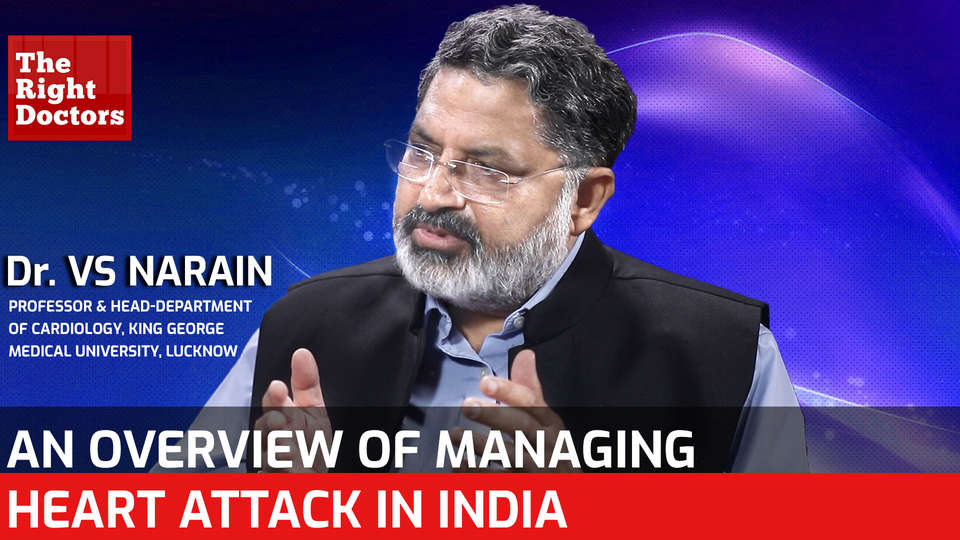 The
Right
Doctors
Dr. VS NARAIN
PROFESSOR & HEAD-DEPARTMENT
OF CARDIOLOGY, KING GEORGE
MEDICAL UNIVERSITY, LUCKNOW
AN OVERVIEW OF MANAGING
HEART ATTACK IN INDIA